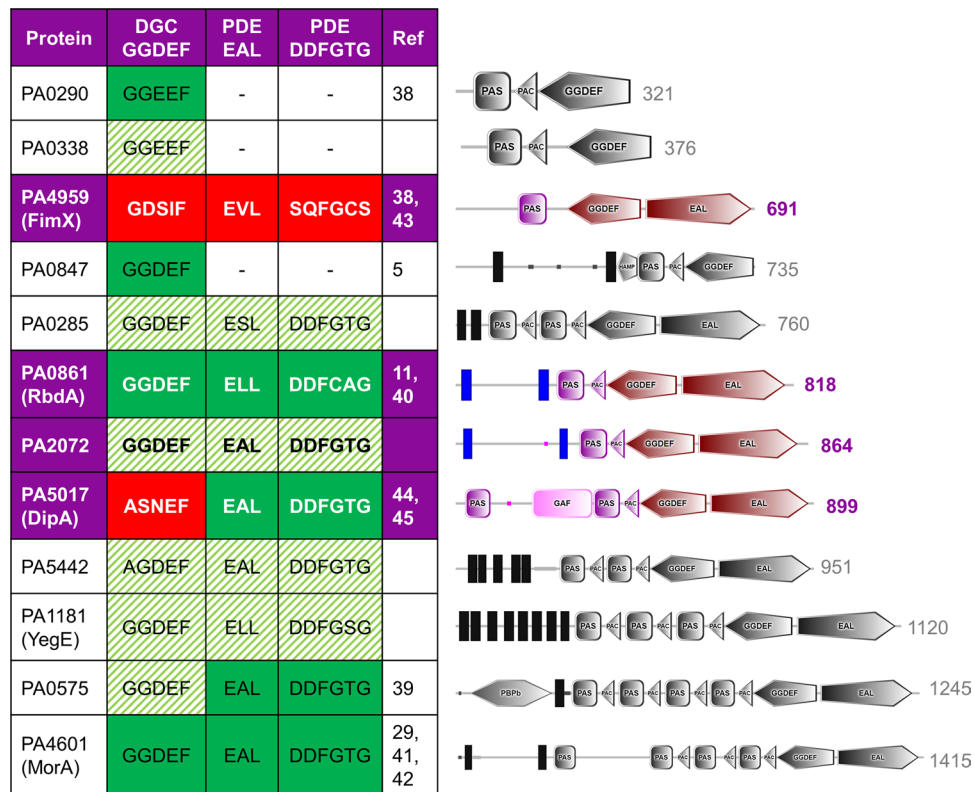 Protein DGC GGDEF PDE EAL PDE DDFGTG Ref
PA0290 GGEEF - - 38 PAS PAC GGDEF 321
PA0338 GGEEF - - PAS PAC GGDEF 376
PA4959 (FimX) GDSIF EVL SQFGCS 38, 43 PAS GGDEF EAL 691
PA0847 GGDEF - - 5 HAMP PAS PAC GGDEF 735
PA0285 GGDEF ESL DDFGTG PAS PAC PAS PAC GGDEF EAL 760
PA0861 (RbdA) GGDEF ELL DDFCAG 11, 40 PAS PAC GGDEF EAL 818
PA2072 GGDEF EAL DDFGTG PAS PAC GGDEF EAL 864
PA5017 (DipA) ASNEF EAL DDFGTG 44, 45 PAS GAF PAS PAC GGDEF EAL 899
PA5442 AGDEF EAL DDFGTG PAS PAC PAS PAC GGDEF EAL 951
PA1181 (YegE) GGDEF ELL DDFGSG PAS PAC PAS PAC PAS PAC GGDEF EAL 1120
PA0575 GGDEF EAL DDFGTG 39 PBPb PAS PAC PAS PAC PAS PAC PAS PAC GGDEF EAL 1245
PA4601 (MorA) GGDEF EAL DDFGTG 29, 41, 42 PAS PAS PAC PAS PAC PAS PAC GGDEF EAL 1415